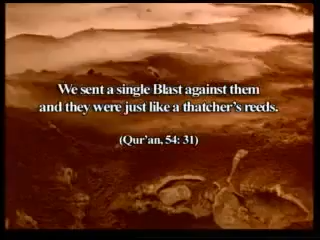 We sent a single Blast against them
and they were just like a thatcher's reeds.
(Qur'an, 54: 31)